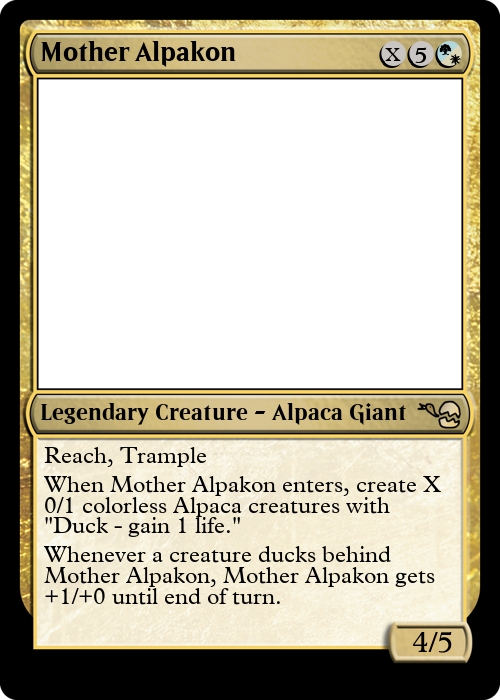 Mother Alpakon X 5
Legendary Creature – Alpaca Giant
Reach, Trample
When Mother Alpakon enters, create X
0/1 colorless Alpaca creatures with
"Duck - gain 1 life."
Whenever a creature ducks behind
Mother Alpakon, Mother Alpakon gets
+1/+0 until end of turn.
4/5